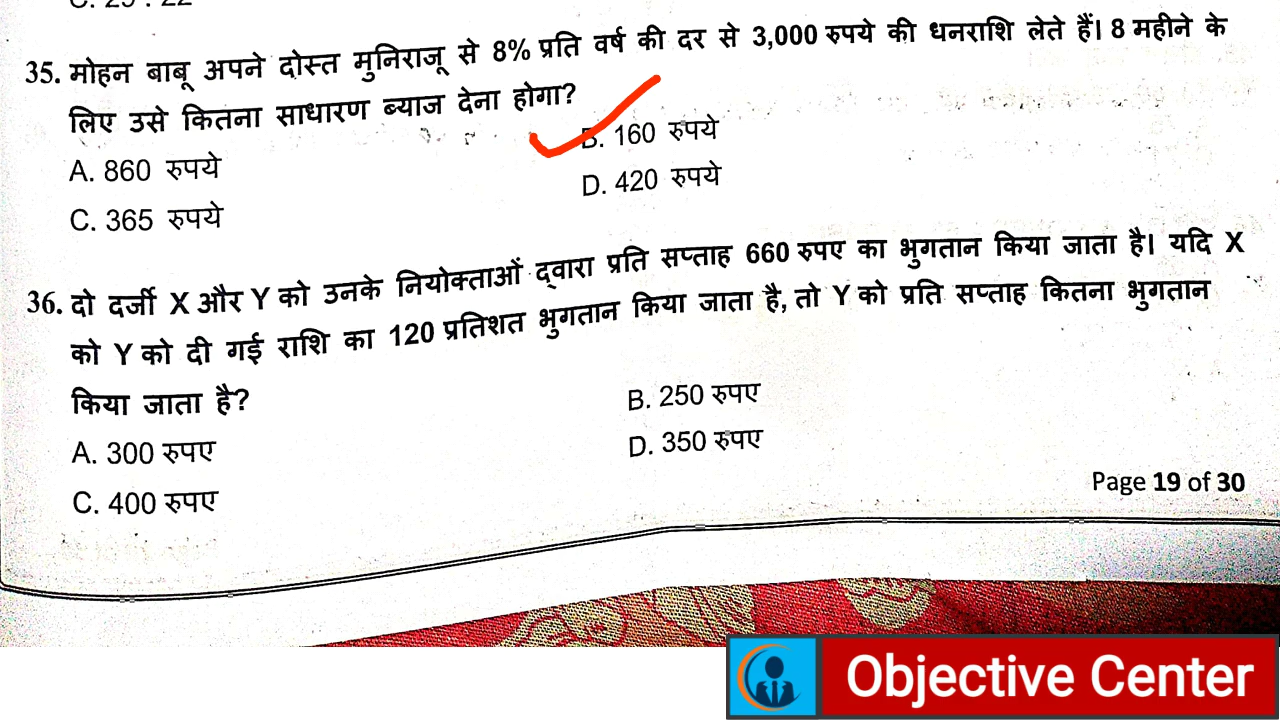 35. मोहन बाबू अपने दोस्त मुनिराजू से 8% प्रति वर्ष की दर से 3,000 रुपये की धनराशि लेते हैं। 8 महीने के
लिए उसे कितना साधारण ब्याज देना होगा?
A. 860 रुपये
B. 160 रुपये
C. 365 रुपये
D. 420 रुपये
36. दो दर्जी X और Y को उनके नियोक्ताओं द्वारा प्रति सप्ताह 660 रुपए का भुगतान किया जाता है। यदि X
को Y को दी गई राशि का 120 प्रतिशत भुगतान किया जाता है, तो Y को प्रति सप्ताह कितना भुगतान
किया जाता है?
A. 300 रुपए
B. 250 रुपए
C. 400 रुपए
D. 350 रुपए
Page 19 of 30
Objective Center